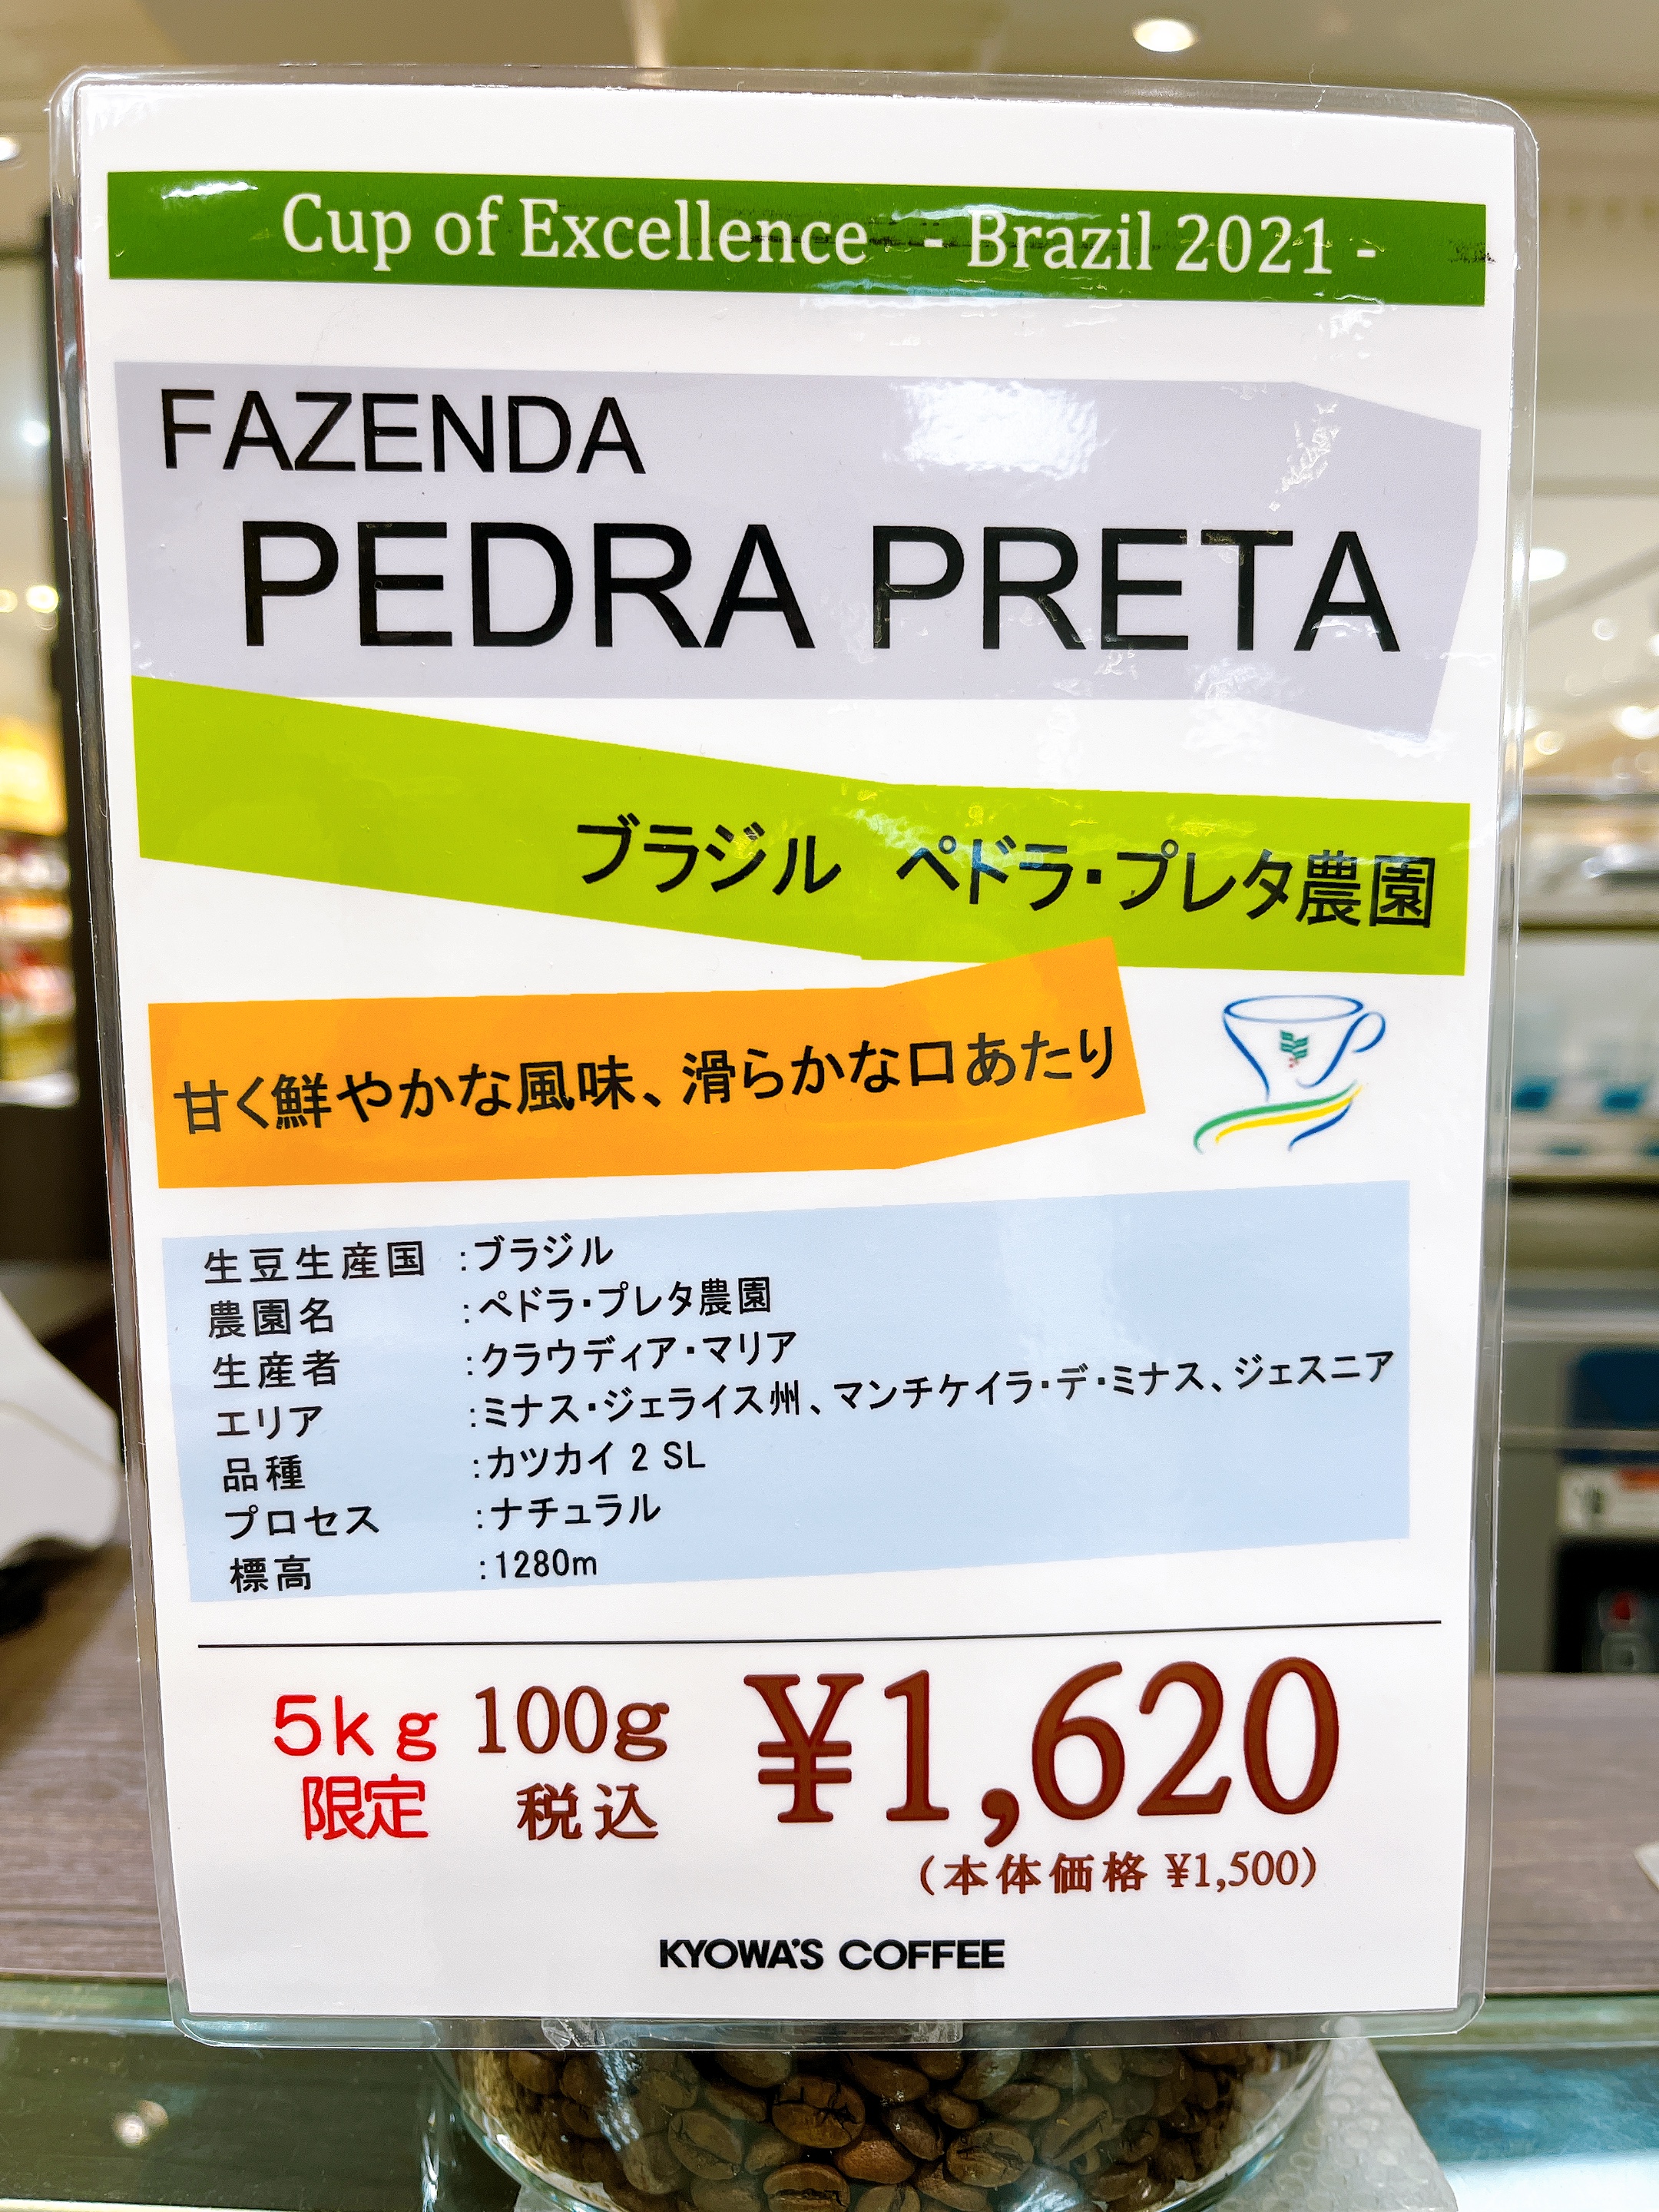 Cup of Excellence - Brazil 2021 -
FAZENDA
PEDRA PRETA
ブラジル ペドラ・プレタ農園
甘く鮮やかな風味、滑らかな口あたり
生豆生産国 :ブラジル
農園名 :ペドラ・プレタ農園
生産者 :クラウディア・マリア
エリア :ミナス・ジェライス州、マンチケイラ・デ・ミナス、ジェスニア
品種 :カツカイ 2 SL
プロセス :ナチュラル
標高 :1280m
5kg 100g ¥1,620
限定 税込
(本体価格 ¥1,500)
KYOWA'S COFFEE